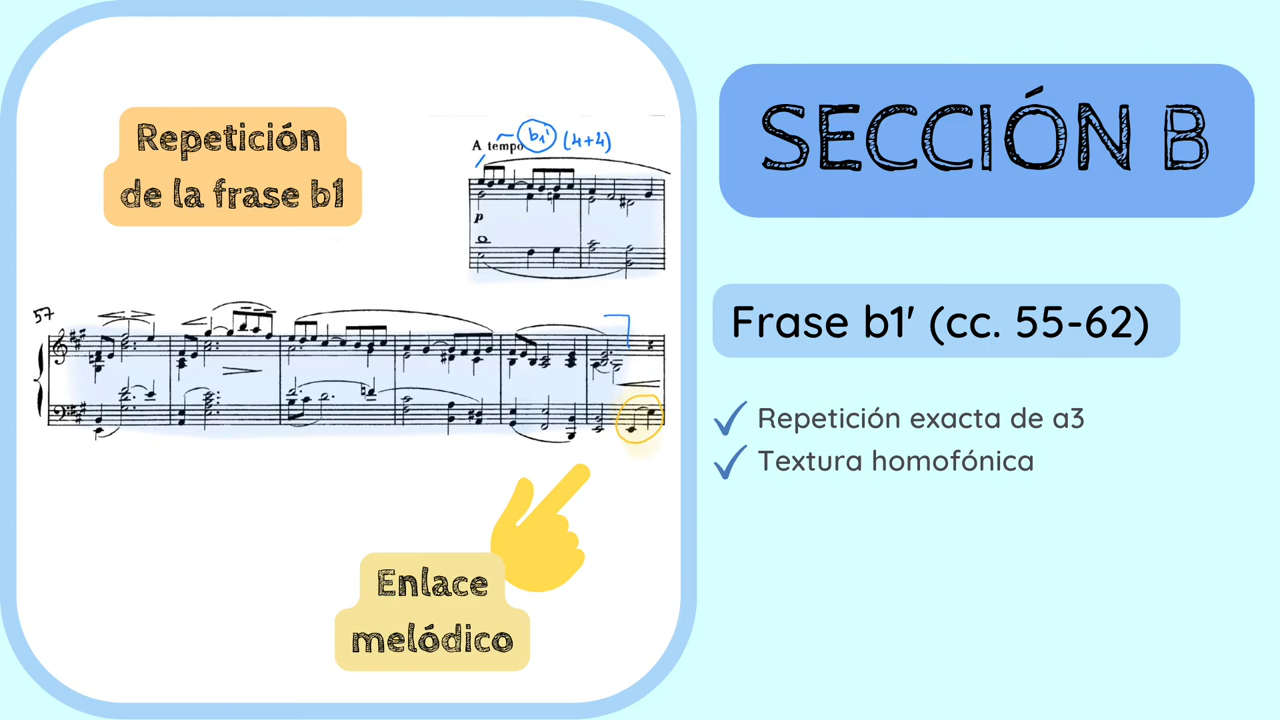 Repetición
de la frase b1
A tempo
b1' (4+4)
p
57
Enlace
melódico
SECCIÓN B
Frase b1' (cc. 55-62)
Repetición exacta de a3
Textura homofónica